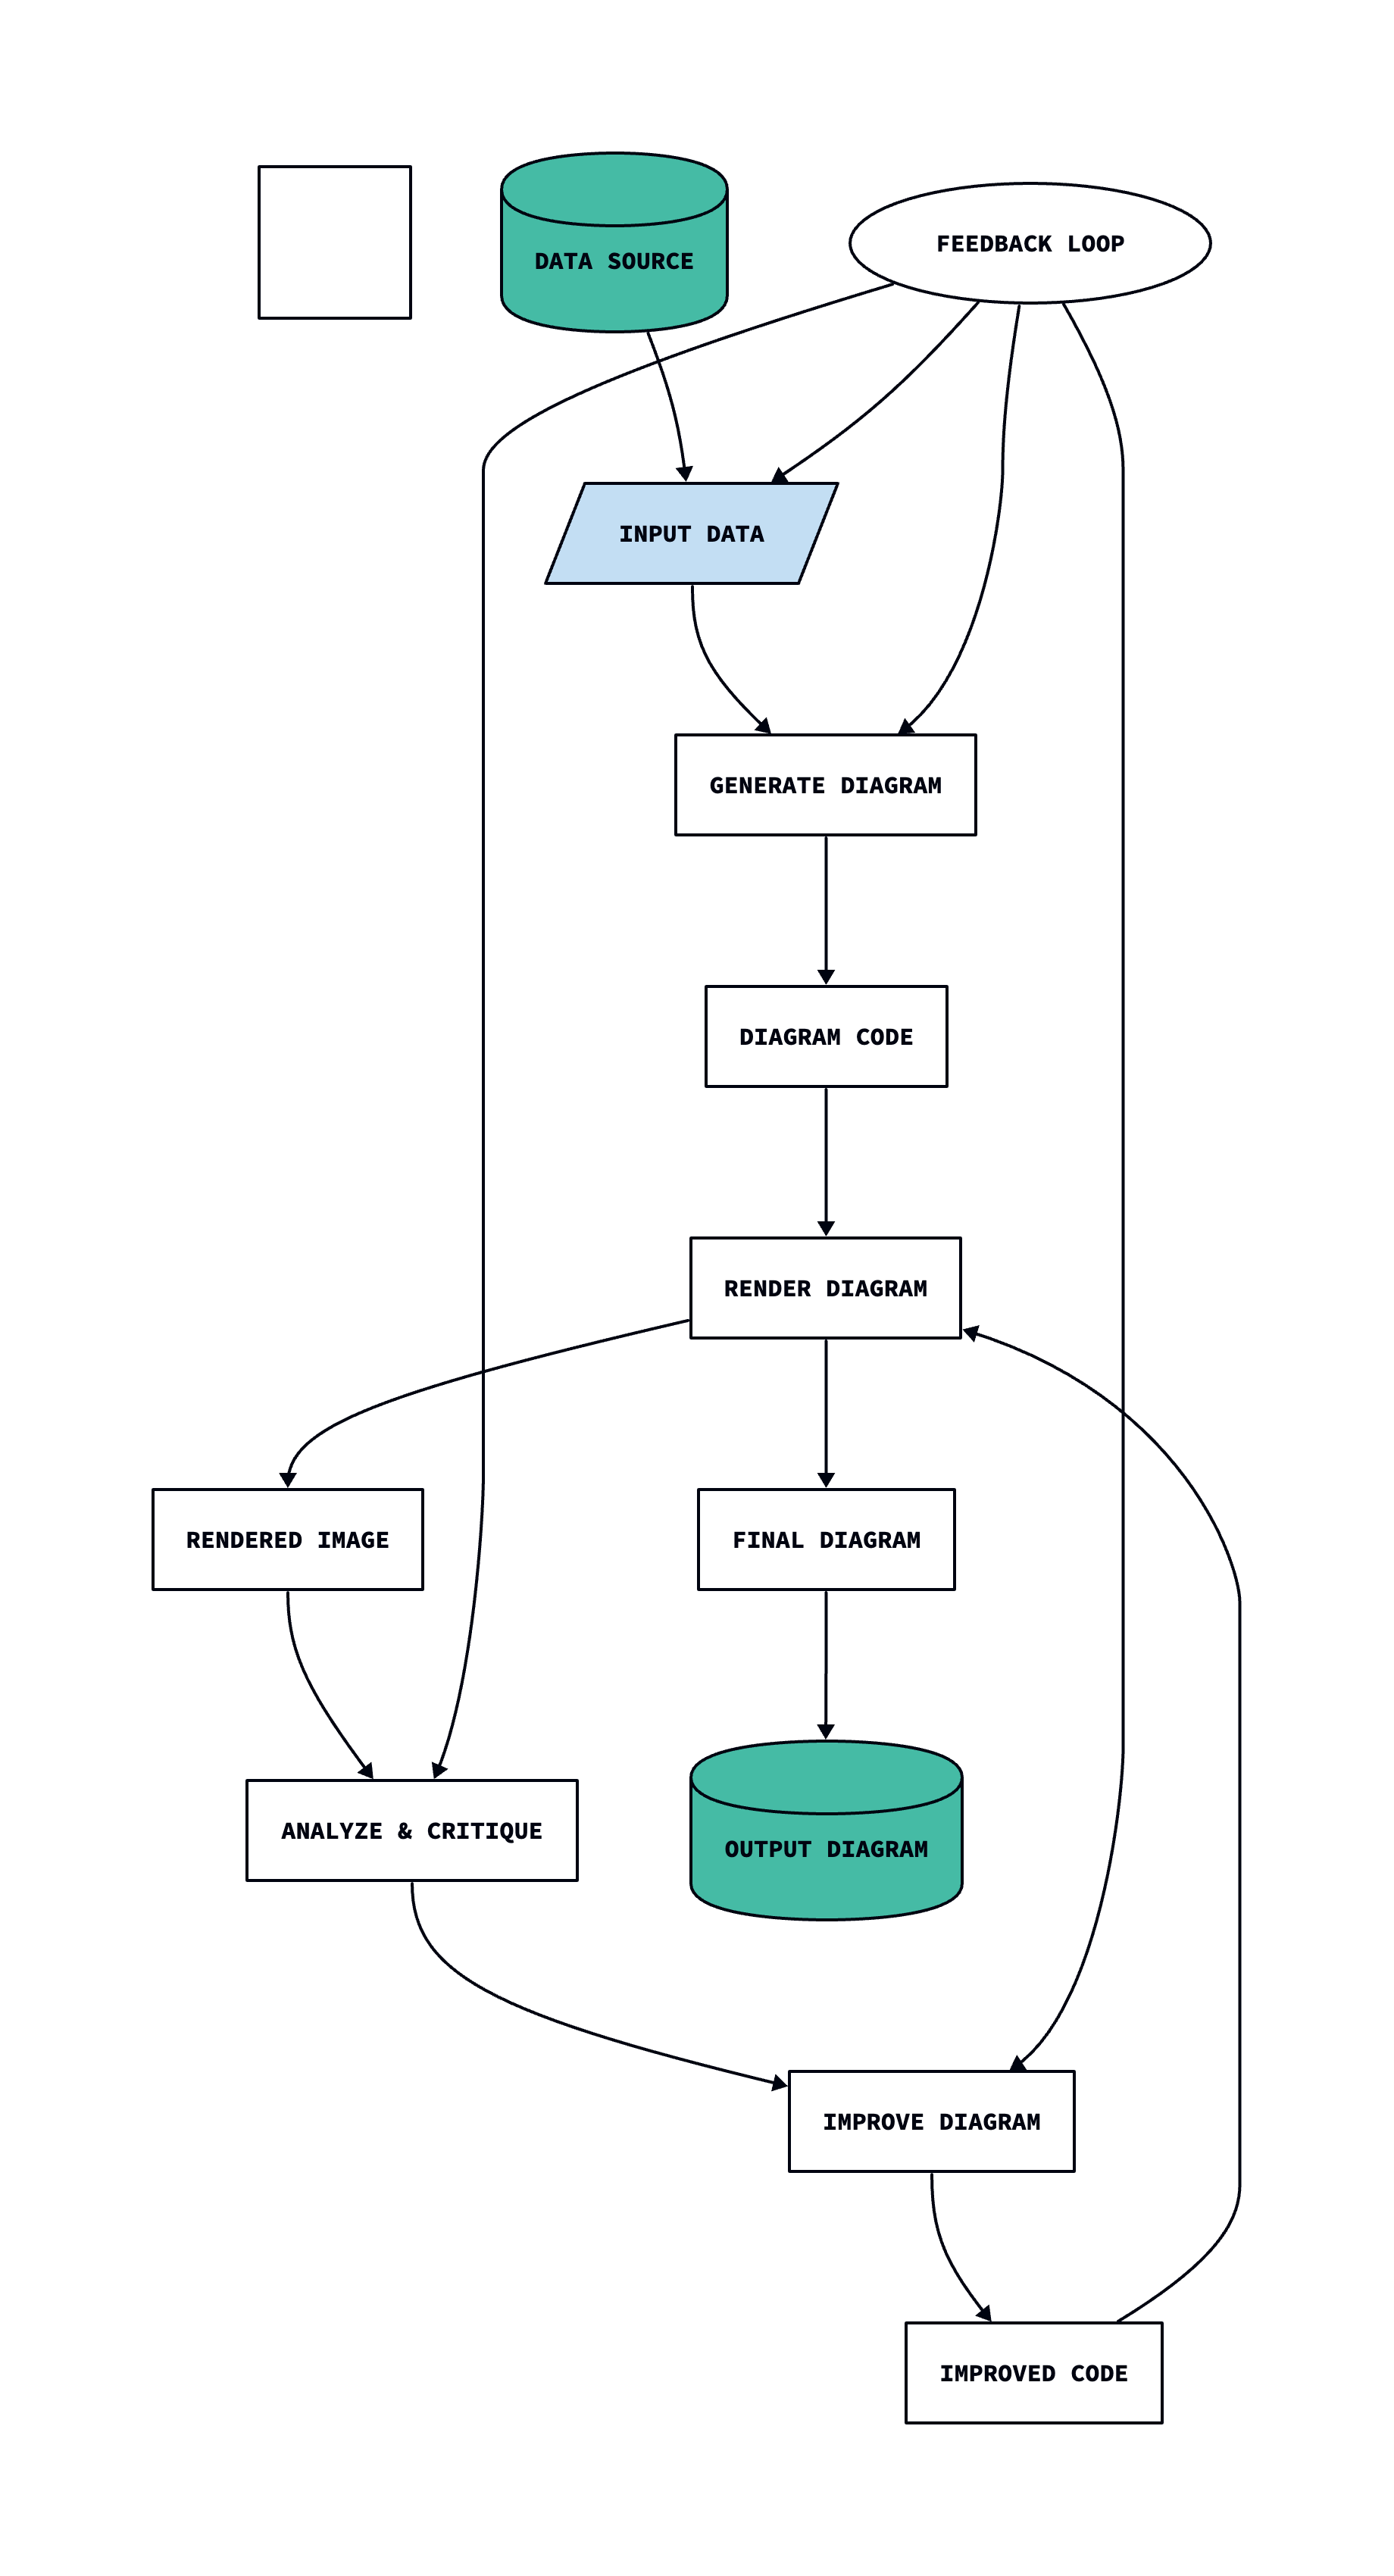 DATA SOURCE
FEEDBACK LOOP
INPUT DATA
GENERATE DIAGRAM
DIAGRAM CODE
RENDER DIAGRAM
RENDERED IMAGE
FINAL DIAGRAM
ANALYZE & CRITIQUE
OUTPUT DIAGRAM
IMPROVE DIAGRAM
IMPROVED CODE